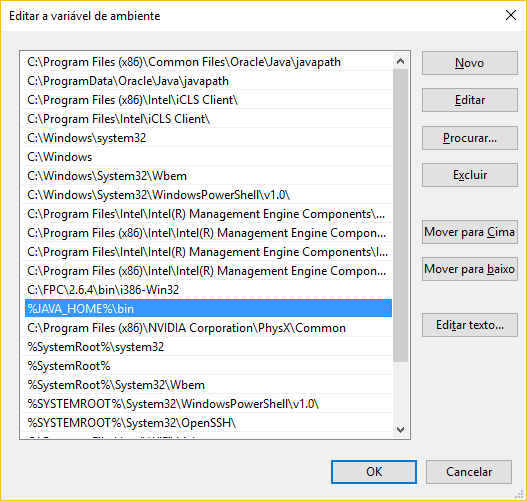 Editar a variável de ambiente
C:\Program Files (x86)\Common Files\Oracle\Java\javapath
C:\ProgramData\Oracle\Java\javapath
C:\Program Files (x86)\Intel\iCLS Client\
C:\Program Files\Intel\iCLS Client\
C:\Windows\system32
C:\Windows
C:\Windows\System32\Wbem
C:\Windows\System32\WindowsPowerShell\v1.0\
C:\Program Files\Intel\Intel(R) Management Engine Components\...
C:\Program Files (x86)\Intel\Intel(R) Management Engine Compon...
C:\Program Files\Intel\Intel(R) Management Engine Components\I...
C:\Program Files (x86)\Intel\Intel(R) Management Engine Compon...
C:\FPC\2.6.4\bin\i386-Win32
%JAVA_HOME%\bin
C:\Program Files (x86)\NVIDIA Corporation\PhysX\Common
%SystemRoot%\system32
%SystemRoot%
%SystemRoot%\System32\Wbem
%SYSTEMROOT%\System32\WindowsPowerShell\v1.0\
%SYSTEMROOT%\System32\OpenSSH\
Novo
Editar
Procurar...
Excluir
Mover para Cima
Mover para baixo
Editar texto...
OK
Cancelar